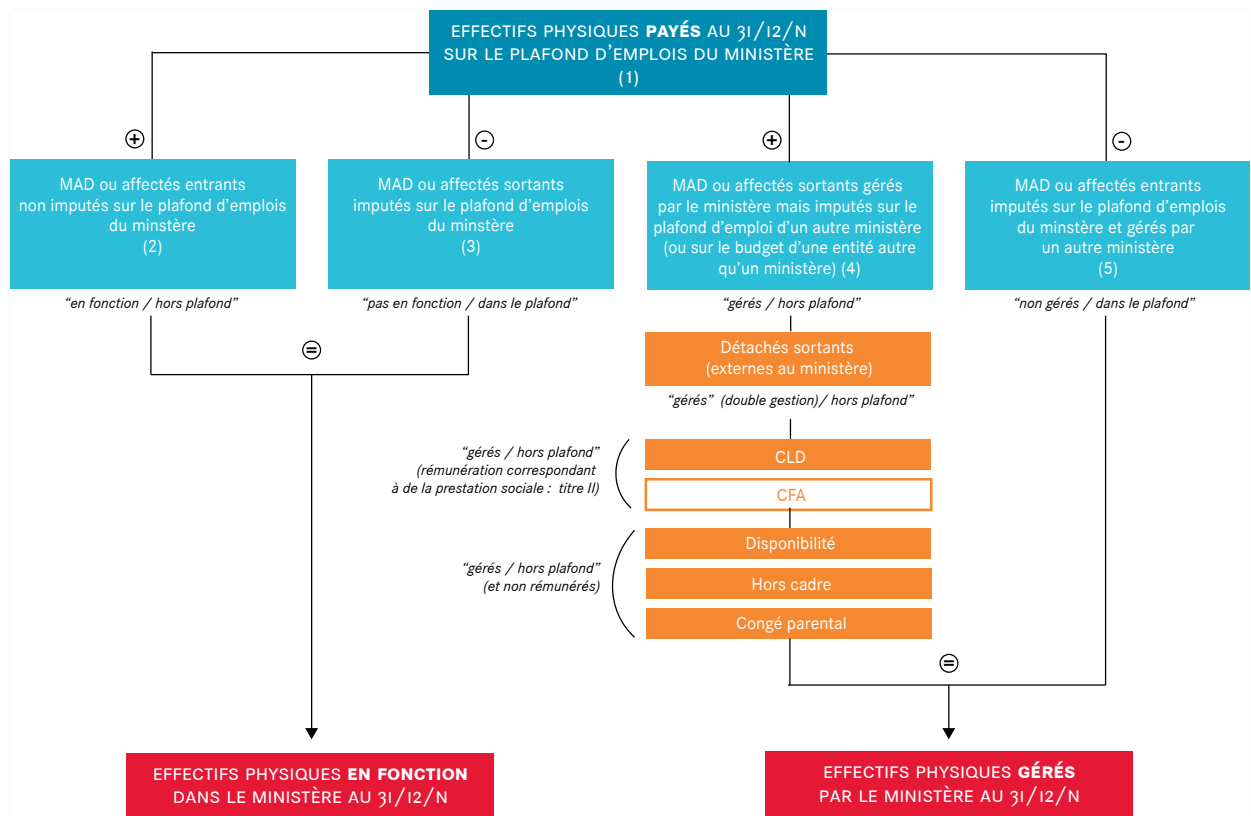 EFFECTIFS PHYSIQUES PAYÉS AU 31/12/N
SUR LE PLAFOND D'EMPLOIS DU MINISTÈRE
(1)
+
-
+
-
MAD ou affectés entrants
non imputés sur le plafond d'emplois
du minstère
(2)
MAD ou affectés sortants
imputés sur le plafond d'emplois
du minstère
(3)
MAD ou affectés sortants gérés
par le ministère mais imputés sur le
plafond d'emploi d'un autre ministère
(ou sur le budget d'une entité autre
qu'un ministère) (4)
MAD ou affectés entrants
imputés sur le plafond d'emplois
du minstère et gérés par
un autre ministère
(5)
“en fonction / hors plafond”
“pas en fonction / dans le plafond”
“gérés / hors plafond”
“non gérés / dans le plafond”
=
Détachés sortants
(externes au ministère)
“gérés” (double gestion)/ hors plafond”
“gérés / hors plafond”
(rémunération correspondant
à de la prestation sociale : titre II)
CLD
CFA
“gérés / hors plafond”
(et non rémunérés)
Disponibilité
Hors cadre
Congé parental
=
EFFECTIFS PHYSIQUES EN FONCTION
DANS LE MINISTÈRE AU 31/12/N
EFFECTIFS PHYSIQUES GÉRÉS
PAR LE MINISTÈRE AU 31/12/N